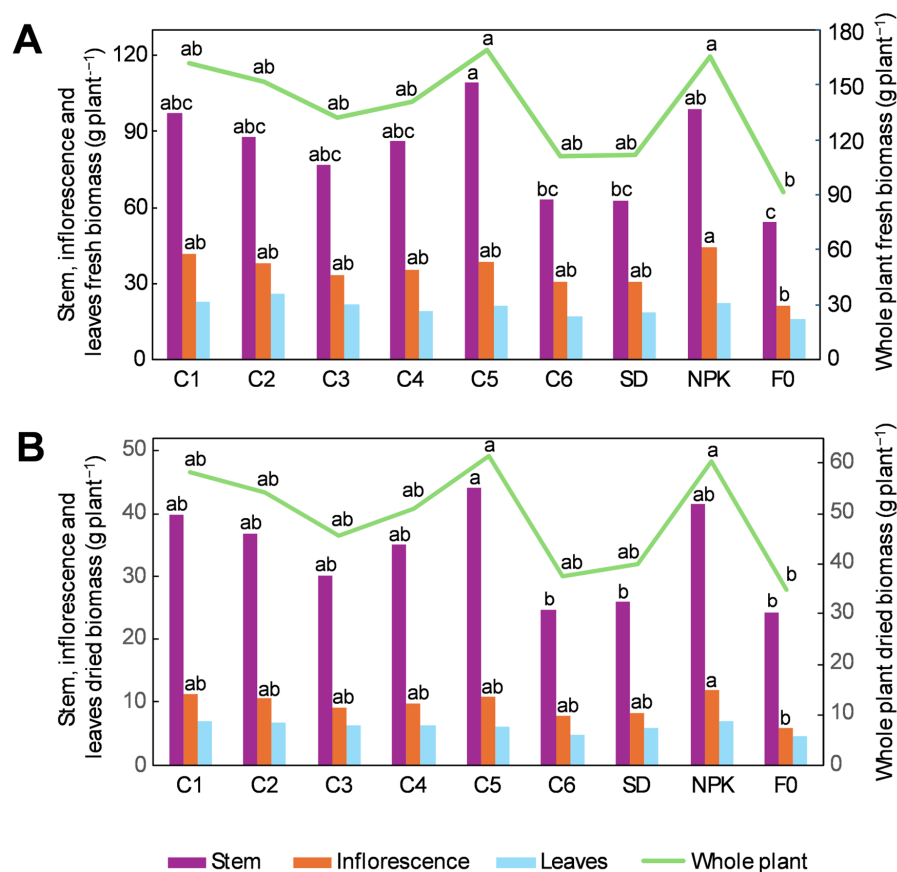 A
Stem, inflorescence and
leaves fresh biomass (g plant⁻¹)
120
90
60
30
0
180
150
120
90
60
30
0
Whole plant fresh biomass (g plant⁻¹)
ab ab ab ab a ab ab a b
abc abc abc abc a bc bc ab c
ab ab ab ab ab ab ab a b
C1 C2 C3 C4 C5 C6 SD NPK F0
B
Stem, inflorescence and
leaves dried biomass (g plant⁻¹)
50
40
30
20
10
0
60
50
40
30
20
10
0
Whole plant dried biomass (g plant⁻¹)
ab ab ab ab a ab ab a b
ab ab ab ab a b b ab b
ab ab ab ab ab ab ab a b
C1 C2 C3 C4 C5 C6 SD NPK F0
Stem Inflorescence Leaves Whole plant